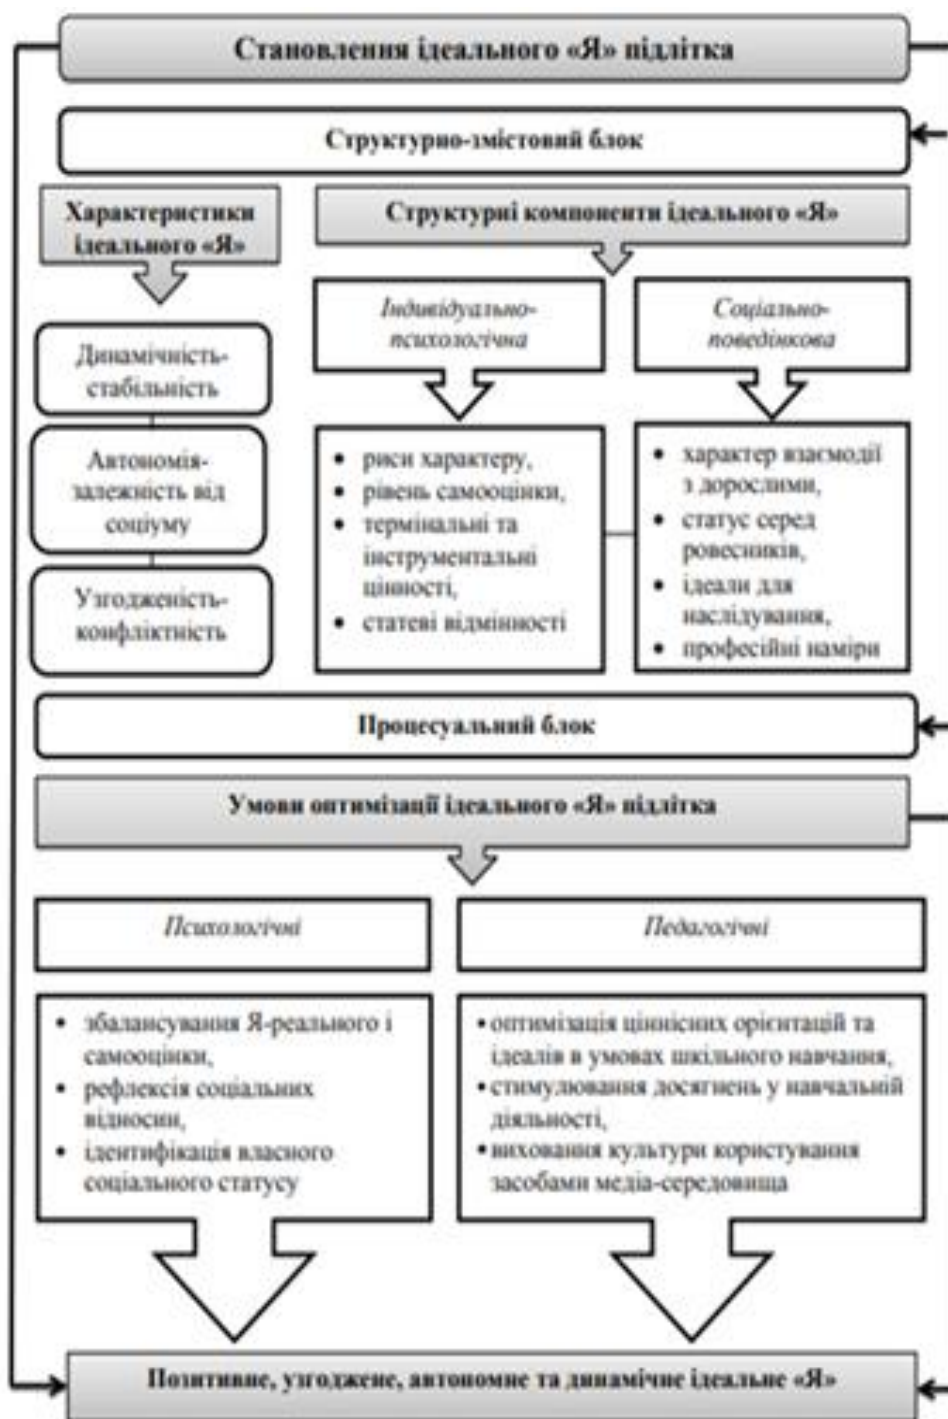 Становлення ідеального «Я» підлітка
Структурно-змістовий блок
Характеристики
ідеального «Я»
Структурні компоненти ідеального «Я»
Динамічність-
стабільність
Автономія-
залежність від
соціуму
Узгодженість-
конфліктність
Індивідуально-
психологічна
• риси характеру,
• рівень самооцінки,
• термінальні та
інструментальні
цінності,
• статеві відмінності
Соціально-
поведінкова
• характер взаємодії
з дорослими,
• статус серед
ровесників,
• ідеали для
наслідування,
• професійні наміри
Процесуальний блок
Умови оптимізації ідеального «Я» підлітка
Психологічні
• збалансування Я-реального і
самооцінки,
• рефлексія соціальних
відносин,
• ідентифікація власного
соціального статусу
Педагогічні
• оптимізація ціннісних орієнтацій та
ідеалів в умовах шкільного навчання,
• стимулювання досягнень у навчальній
діяльності,
• виховання культури користування
засобами медіа-середовища
Позитивне, узгоджене, автономне та динамічне ідеальне «Я»